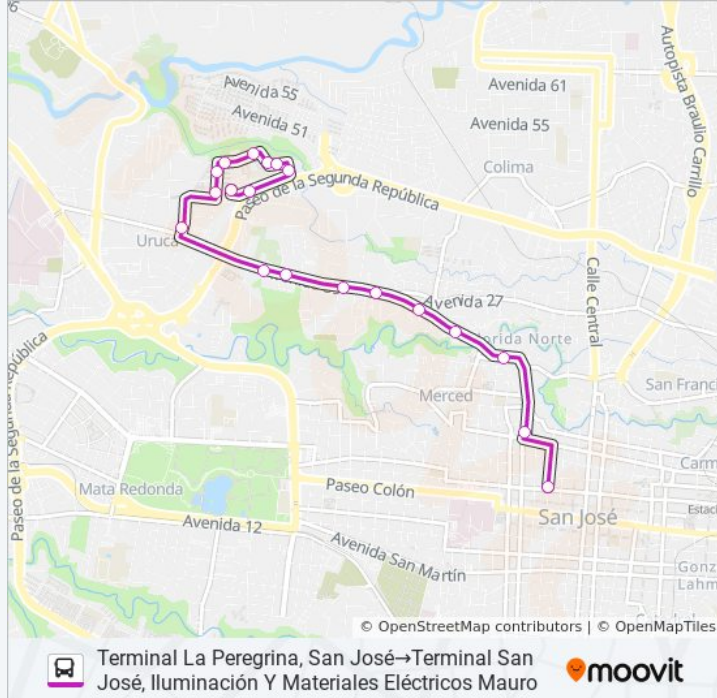 Avenida 55
Avenida 51
Avenida 61
Avenida 55
Colima
Autopista Braulio Carrillo
Paseo de la Segunda República
Uruca
Calle Central
Avenida 27
San Franc
Merced
Paseo de la Segunda República
Mata Redonda
Paseo Colón
Carm
Avenida 12
San José
Estaci
Avenida San Martín
Gonz
Lahm
© OpenStreetMap contributors | © OpenMapTiles
Terminal La Peregrina, San José→Terminal San
José, Iluminación Y Materiales Eléctricos Mauro
moovit